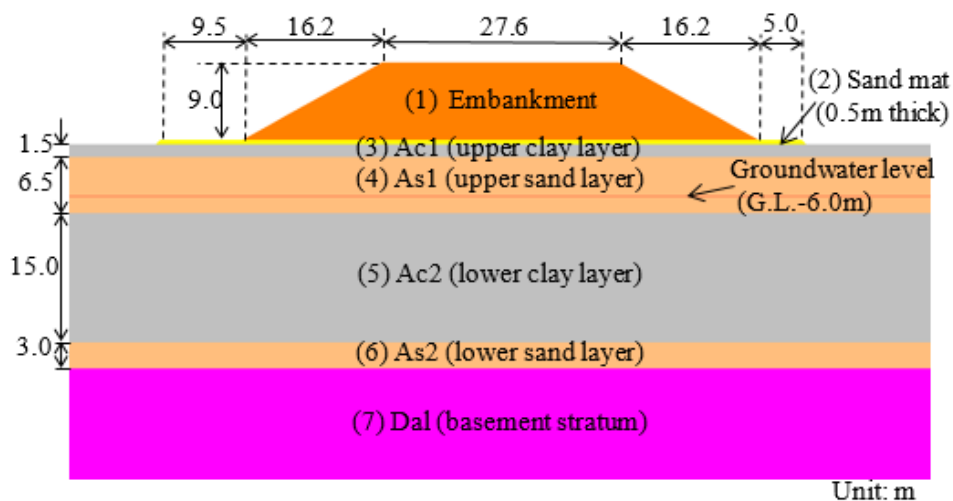 9.5 16.2 27.6 16.2 5.0
(2) Sand mat
(0.5m thick)
9.0
(1) Embankment
1.5
(3) Ac1 (upper clay layer)
6.5
(4) As1 (upper sand layer)
Groundwater level
(G.L.-6.0m)
15.0
(5) Ac2 (lower clay layer)
3.0
(6) As2 (lower sand layer)
(7) Dal (basement stratum)
Unit: m